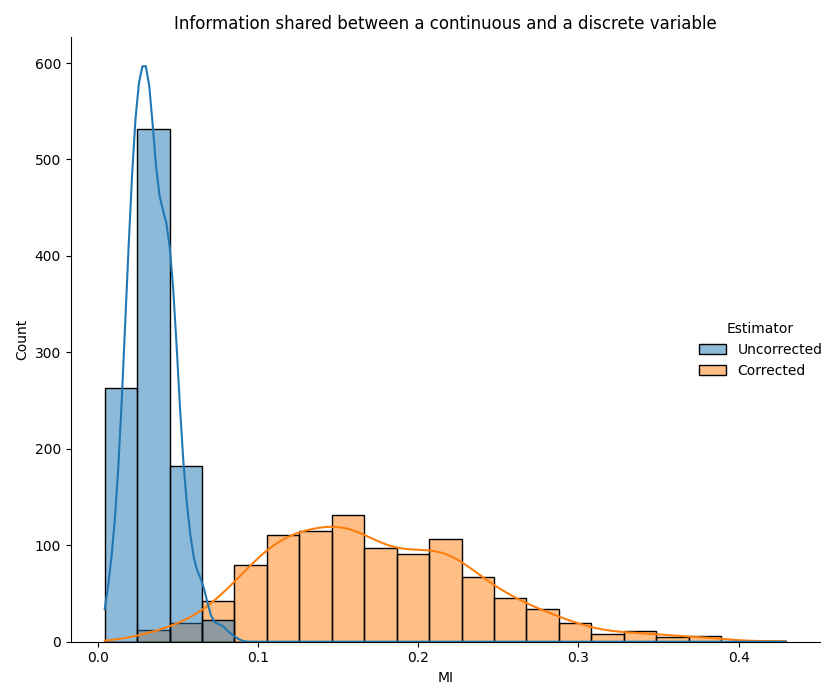 Information shared between a continuous and a discrete variable
600
500
400
300
200
100
0
Count
0.0 0.1 0.2 0.3 0.4
MI
Estimator
Uncorrected
Corrected